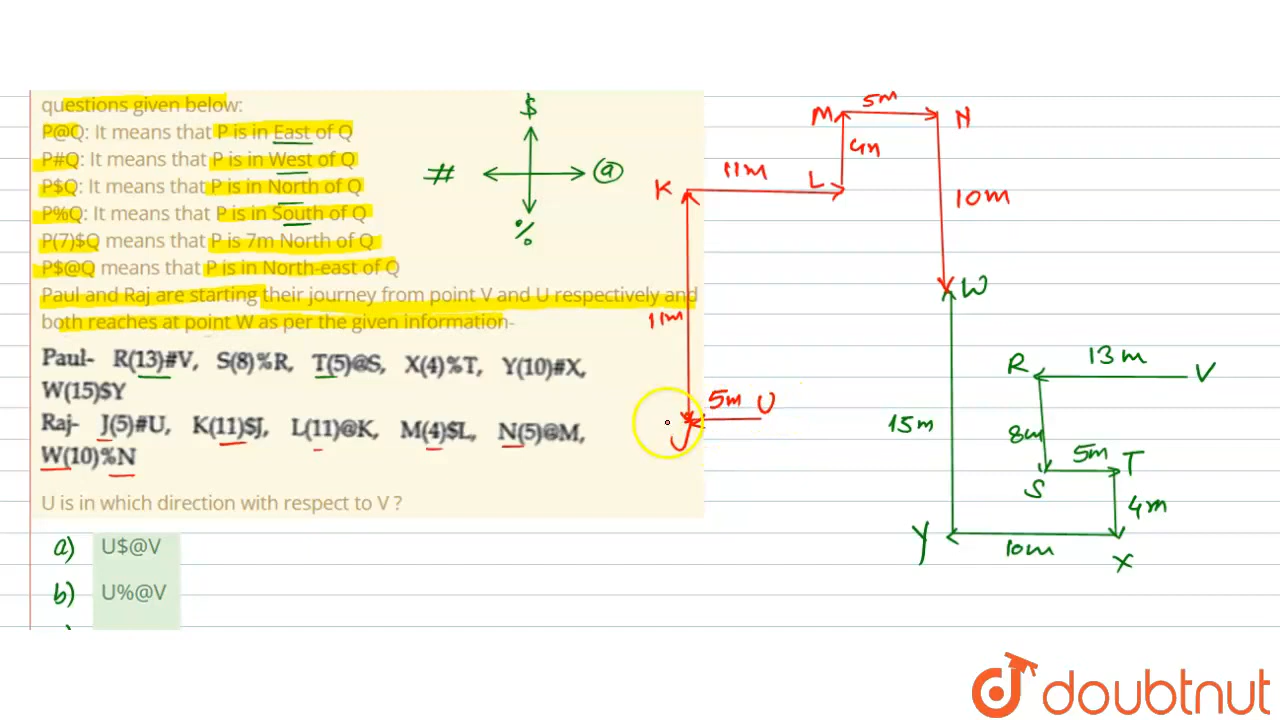 questions given below:
P@Q: It means that P is in East of Q
P#Q: It means that P is in West of Q
P$Q: It means that P is in North of Q
P%Q: It means that P is in South of Q
P(7)$Q means that P is 7m North of Q
P$@Q means that P is in North-east of Q
Paul and Raj are starting their journey from point V and U respectively and
both reaches at point W as per the given information-
Paul- R(13)#V, S(8)%R, T(5)@S, X(4)%T, Y(10)#X,
W(15)$Y
Raj- J(5)#U, K(11)$J, L(11)@K, M(4)$L, N(5)@M,
W(10)%N
U is in which direction with respect to V ?
a) U$@V
b) U%@V
$
# @
%
5m
M N
4m
11m
K L
10m
W
11m
5m U
J
13m
R V
15m
8m
5m T
S
4m
Y
10m
X
doubtnut